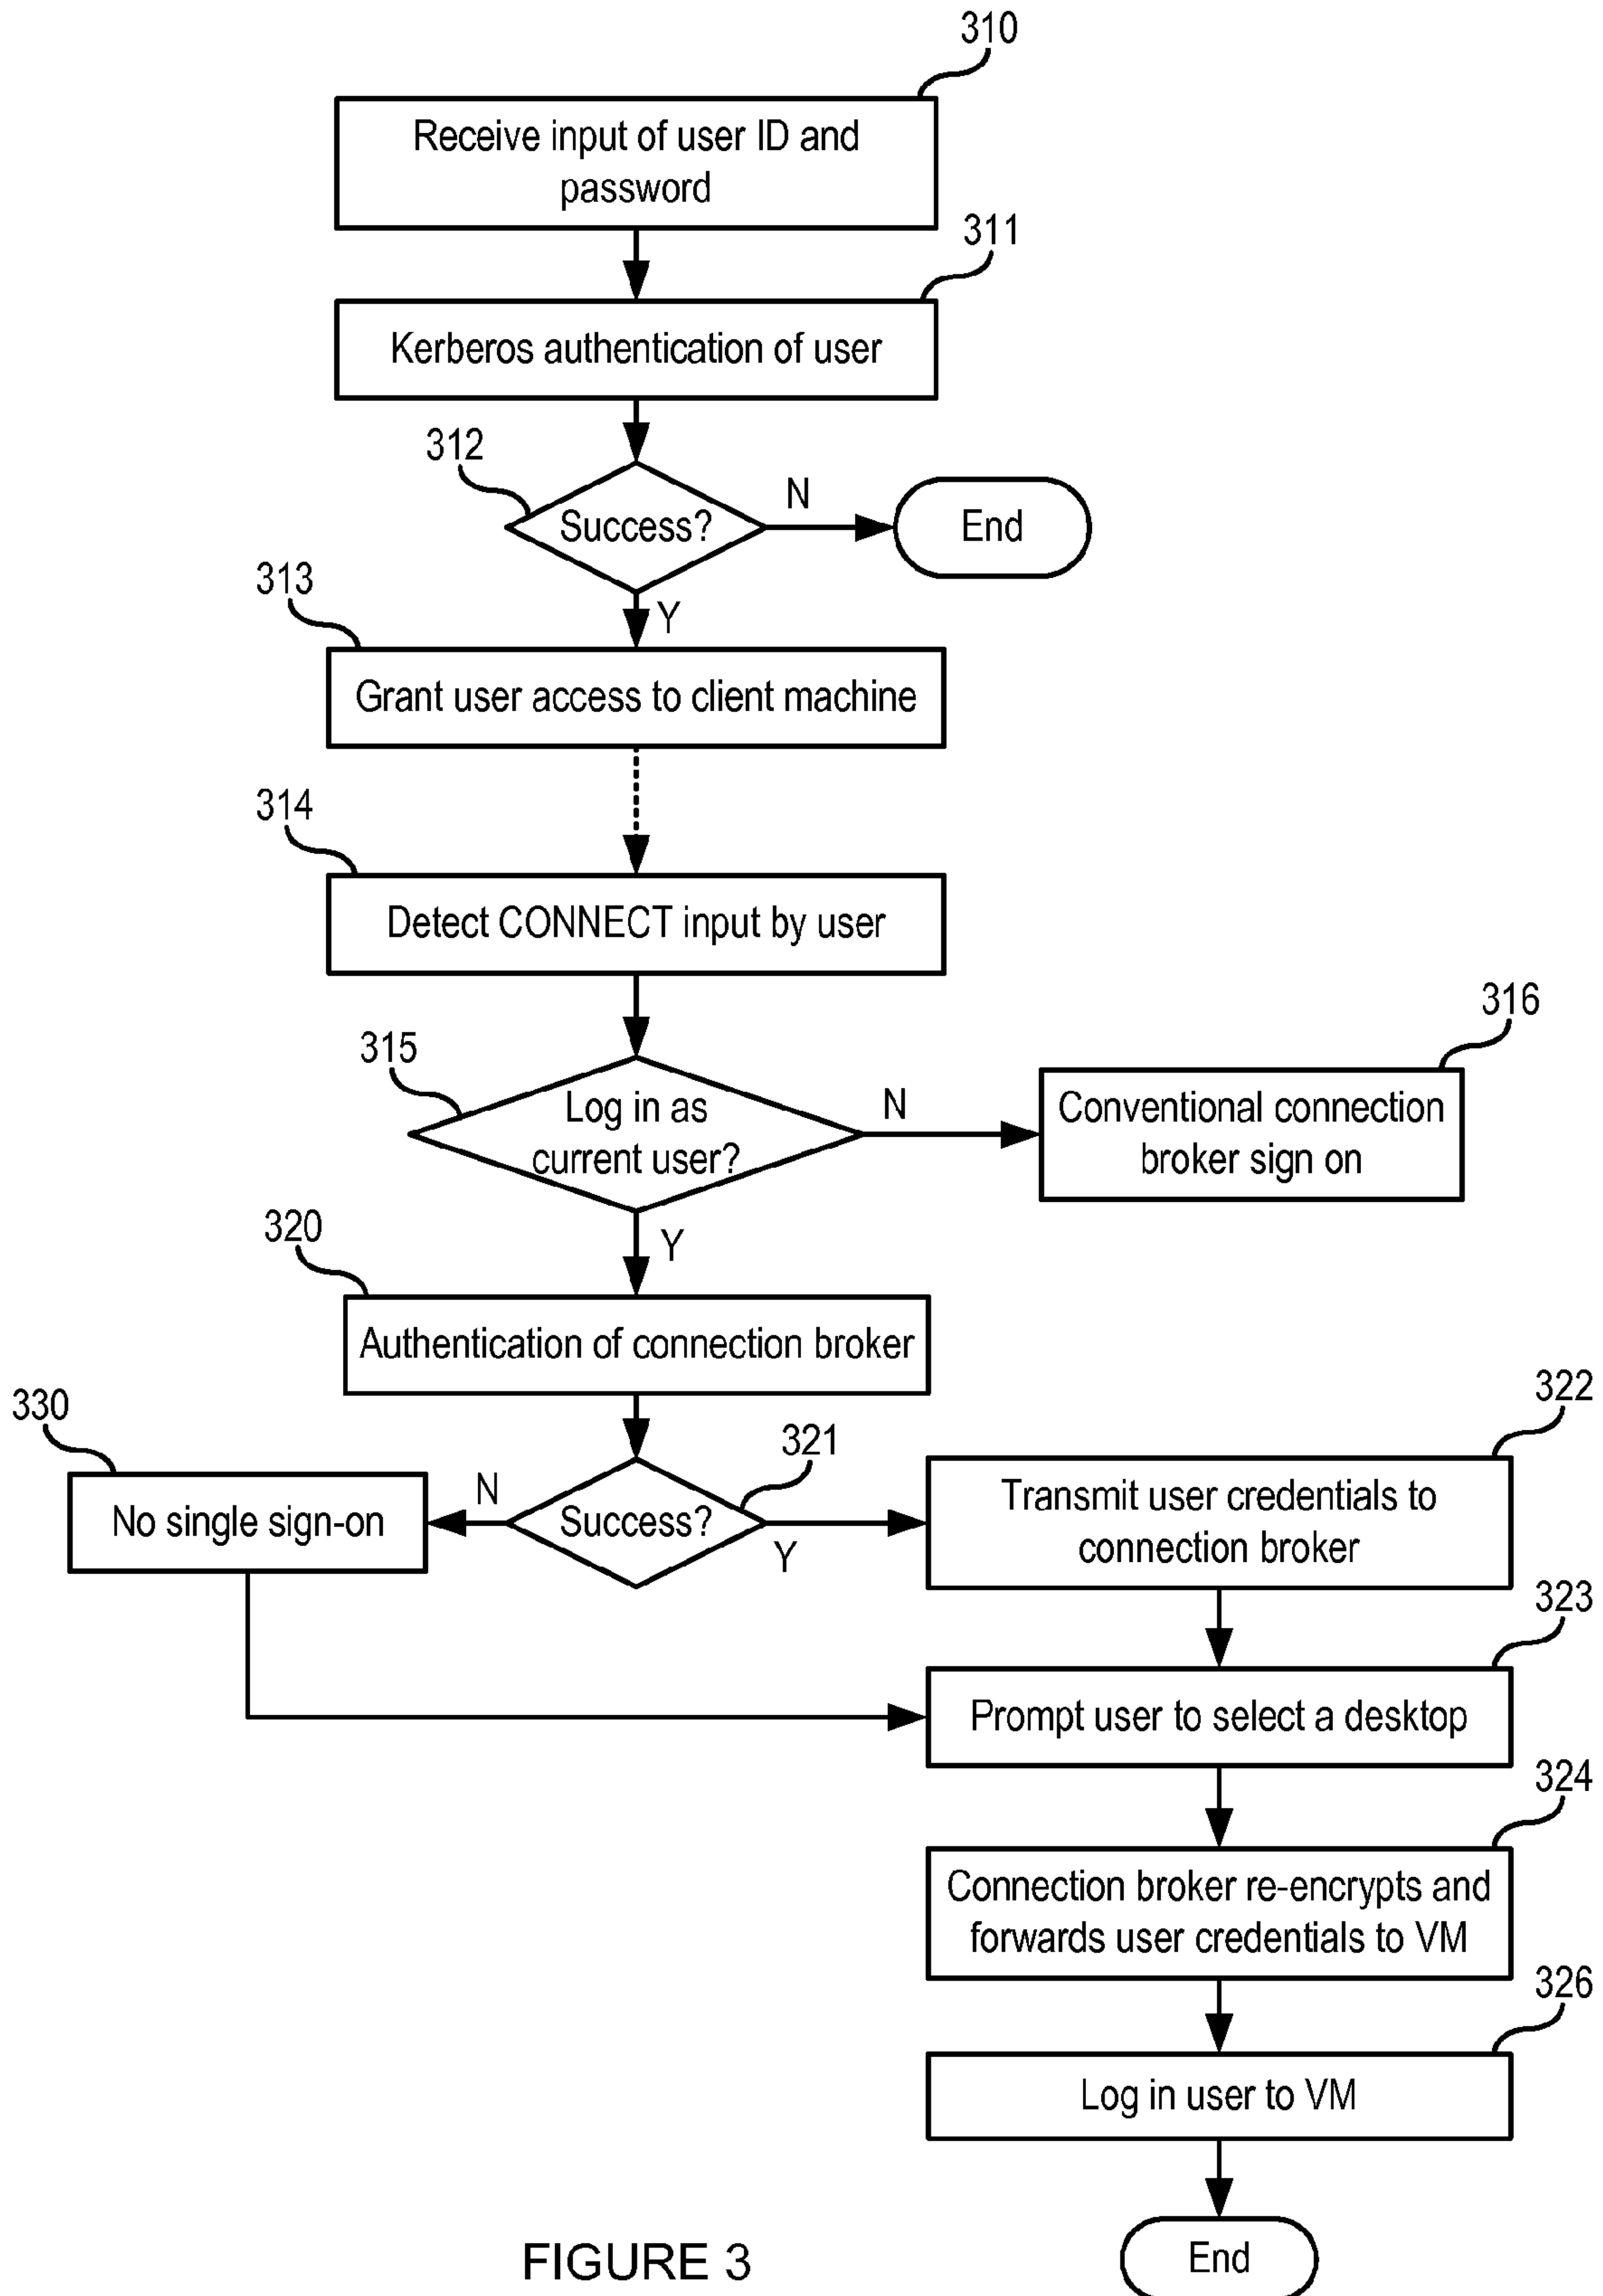 310
Receive input of user ID and
password
311
Kerberos authentication of user
312
Success?
N
End
Y
313
Grant user access to client machine
314
Detect CONNECT input by user
315
Log in as
current user?
N
316
Conventional connection
broker sign on
Y
320
Authentication of connection broker
330
No single sign-on
N
Success?
321
Y
322
Transmit user credentials to
connection broker
323
Prompt user to select a desktop
324
Connection broker re-encrypts and
forwards user credentials to VM
326
Log in user to VM
End
FIGURE 3